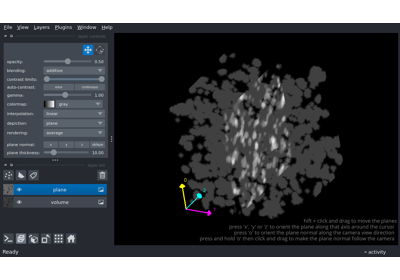 File View Layers Plugins Window Help
layer controls
opacity: 0.50
blending: additive
contrast limits:
auto-contrast: once continuous
gamma: 1.00
colormap: gray
interpolation: linear
depiction: plane
rendering: average
plane normal: x y z oblique
plane thickness: 10.00
layer list
plane
volume
hift + click and drag to move the planes
press 'x', 'y' or 'z' to orient the plane along that axis around the cursor
press 'o' to orient the plane normal along the camera view direction
press and hold 'o' then click and drag to make the plane normal follow the camera
Ready
activity